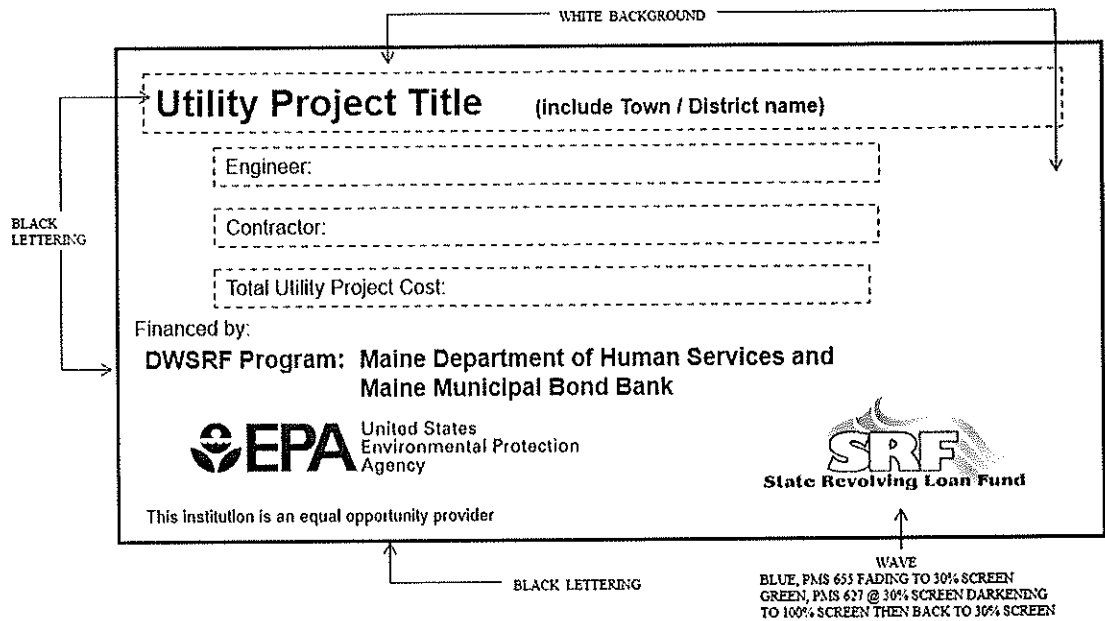 WHITE BACKGROUND
Utility Project Title (include Town / District name)
Engineer:
BLACK
LETTERING
Contractor:
Total Utility Project Cost:
Financed by:
DWSRF Program: Maine Department of Human Services and
Maine Municipal Bond Bank
EPA
United States
Environmental Protection
Agency
SRF
State Revolving Loan Fund
This institution is an equal opportunity provider
BLACK LETTERING
WAVE
BLUE, PMS 655 FADING TO 30% SCREEN
GREEN, PMS 627 @ 30% SCREEN DARKENING
TO 100% SCREEN THEN BACK TO 30% SCREEN